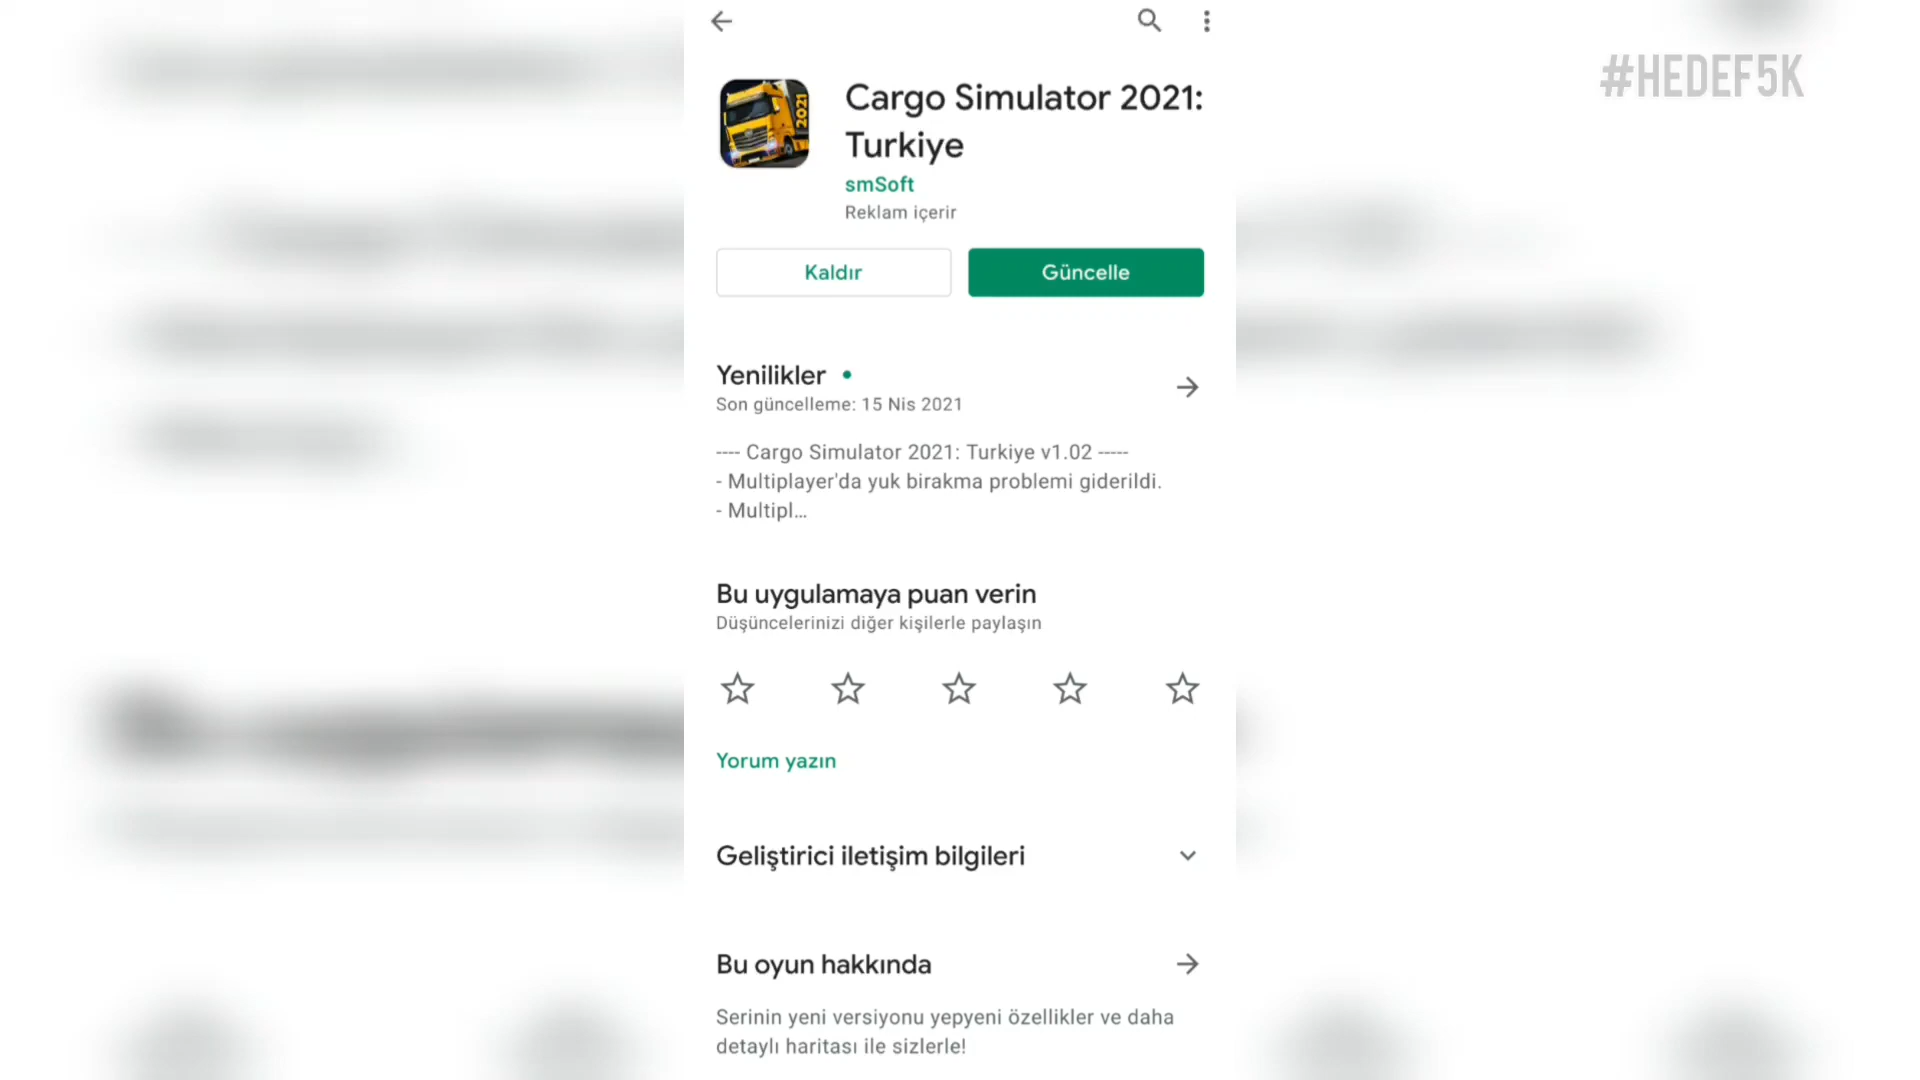 #HEDEF5K
2021
Cargo Simulator 2021:
Turkiye
smSoft
Reklam içerir
Kaldır
Güncelle
Yenilikler
Son güncelleme: 15 Nis 2021
---- Cargo Simulator 2021: Turkiye v1.02 -----
- Multiplayer'da yuk birakma problemi giderildi.
- Multipl...
Bu uygulamaya puan verin
Düşüncelerinizi diğer kişilerle paylaşın
Yorum yazın
Geliştirici iletişim bilgileri
Bu oyun hakkında
Serinin yeni versiyonu yepyeni özellikler ve daha
detaylı haritası ile sizlerle!